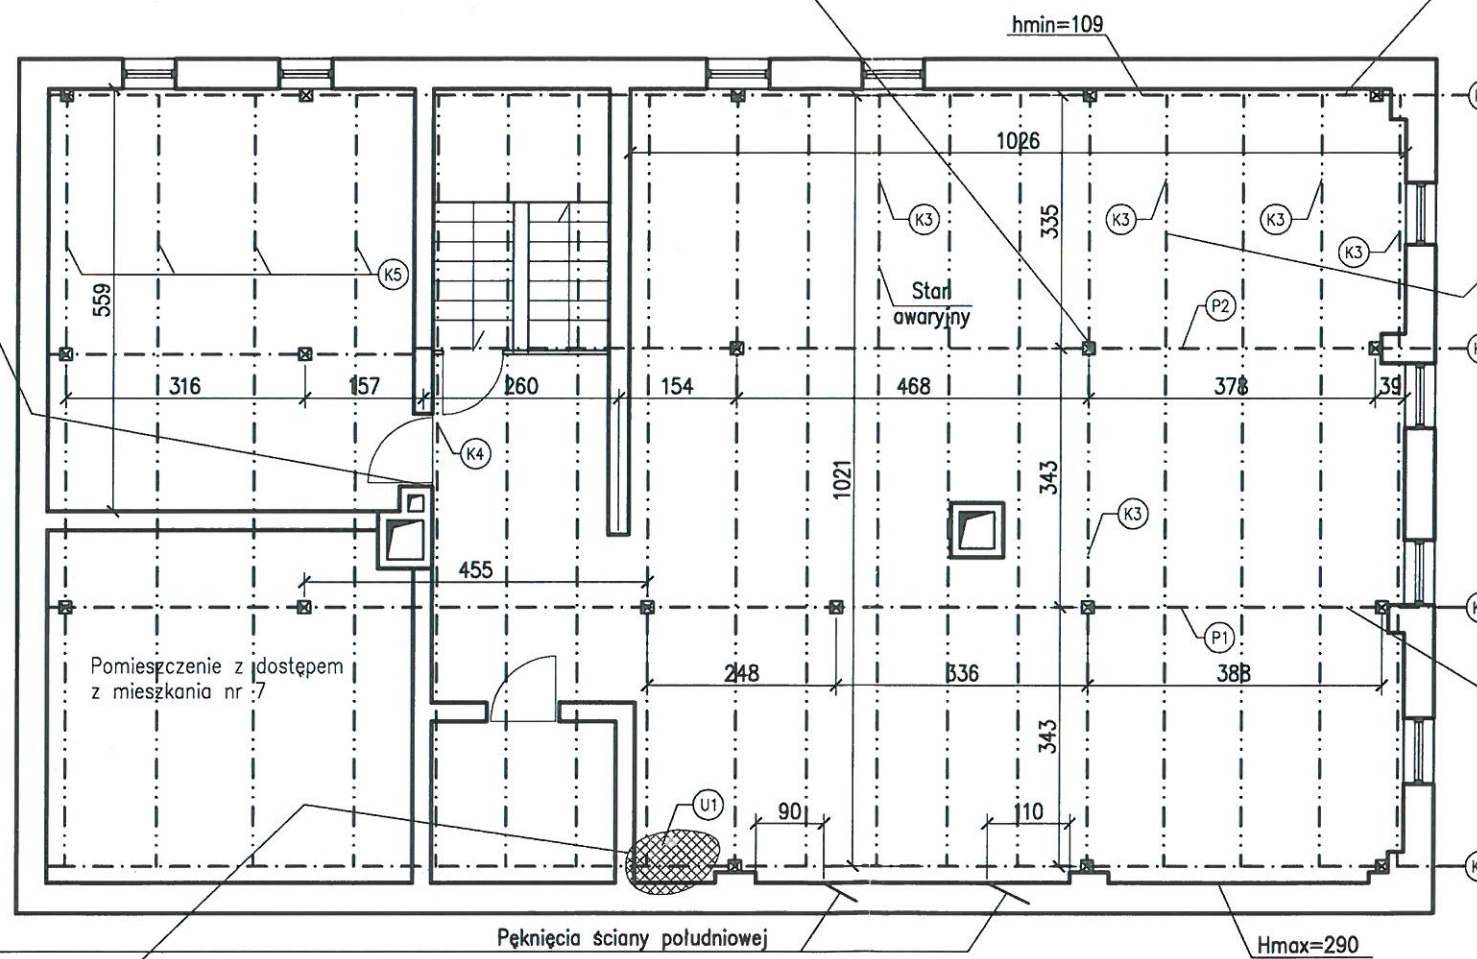 hmin=109
1026
K3
K3
K3
K3
335
K5
559
Stan
awaryjny
P2
316
157
260
154
468
378
39
K4
1021
343
K3
455
P1
Pomieszczenie z dostępem
z mieszkania nr 7
248
336
388
343
U1
90
110
Pęknięcia ściany południowej
Hmax=290